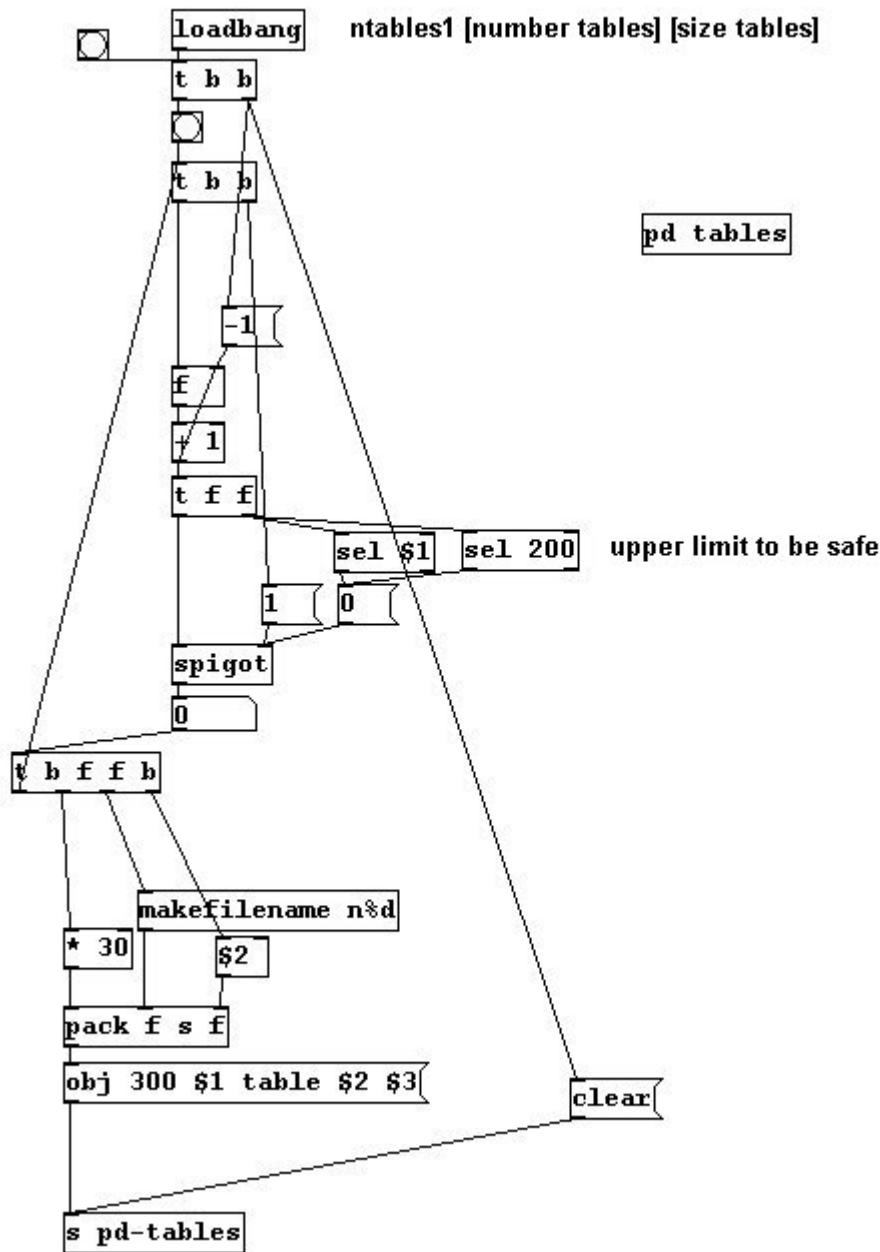 loadbang
ntables1 [number tables] [size tables]
t b b
t b b
pd tables
-1
f
+ 1
t f f
sel $1
sel 200
upper limit to be safe
1
0
spigot
0
t b f f b
makefilename n%d
* 30
$2
pack f s f
obj 300 $1 table $2 $3
clear
s pd-tables